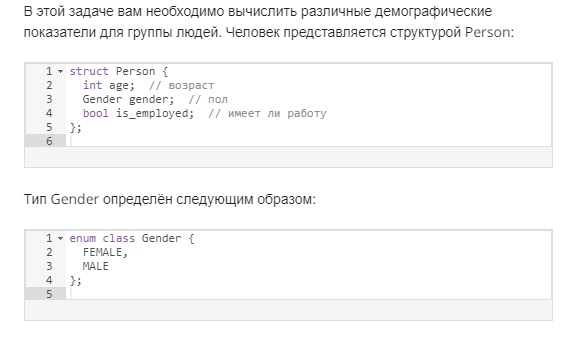 В этой задаче вам необходимо вычислить различные демографические
показатели для группы людей. Человек представляется структурой Person:
1 struct Person {
2 int age; // возраст
3 Gender gender; // пол
4 bool is_employed; // имеет ли работу
5 };
6
Тип Gender определён следующим образом:
1 enum class Gender {
2 FEMALE,
3 MALE
4 };
5